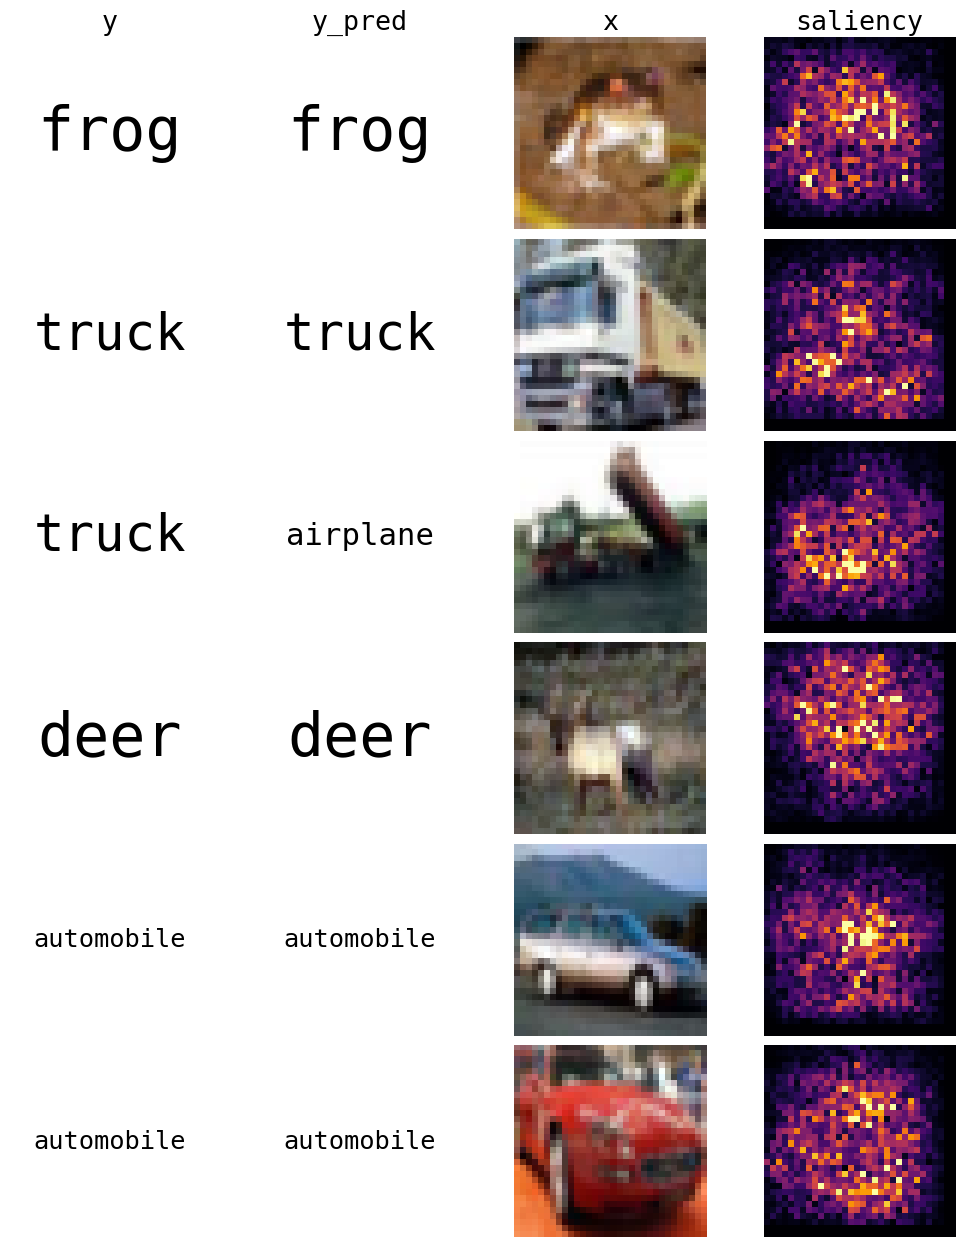 y y_pred x saliency
frog frog
truck truck
truck airplane
deer deer
automobile automobile
automobile automobile